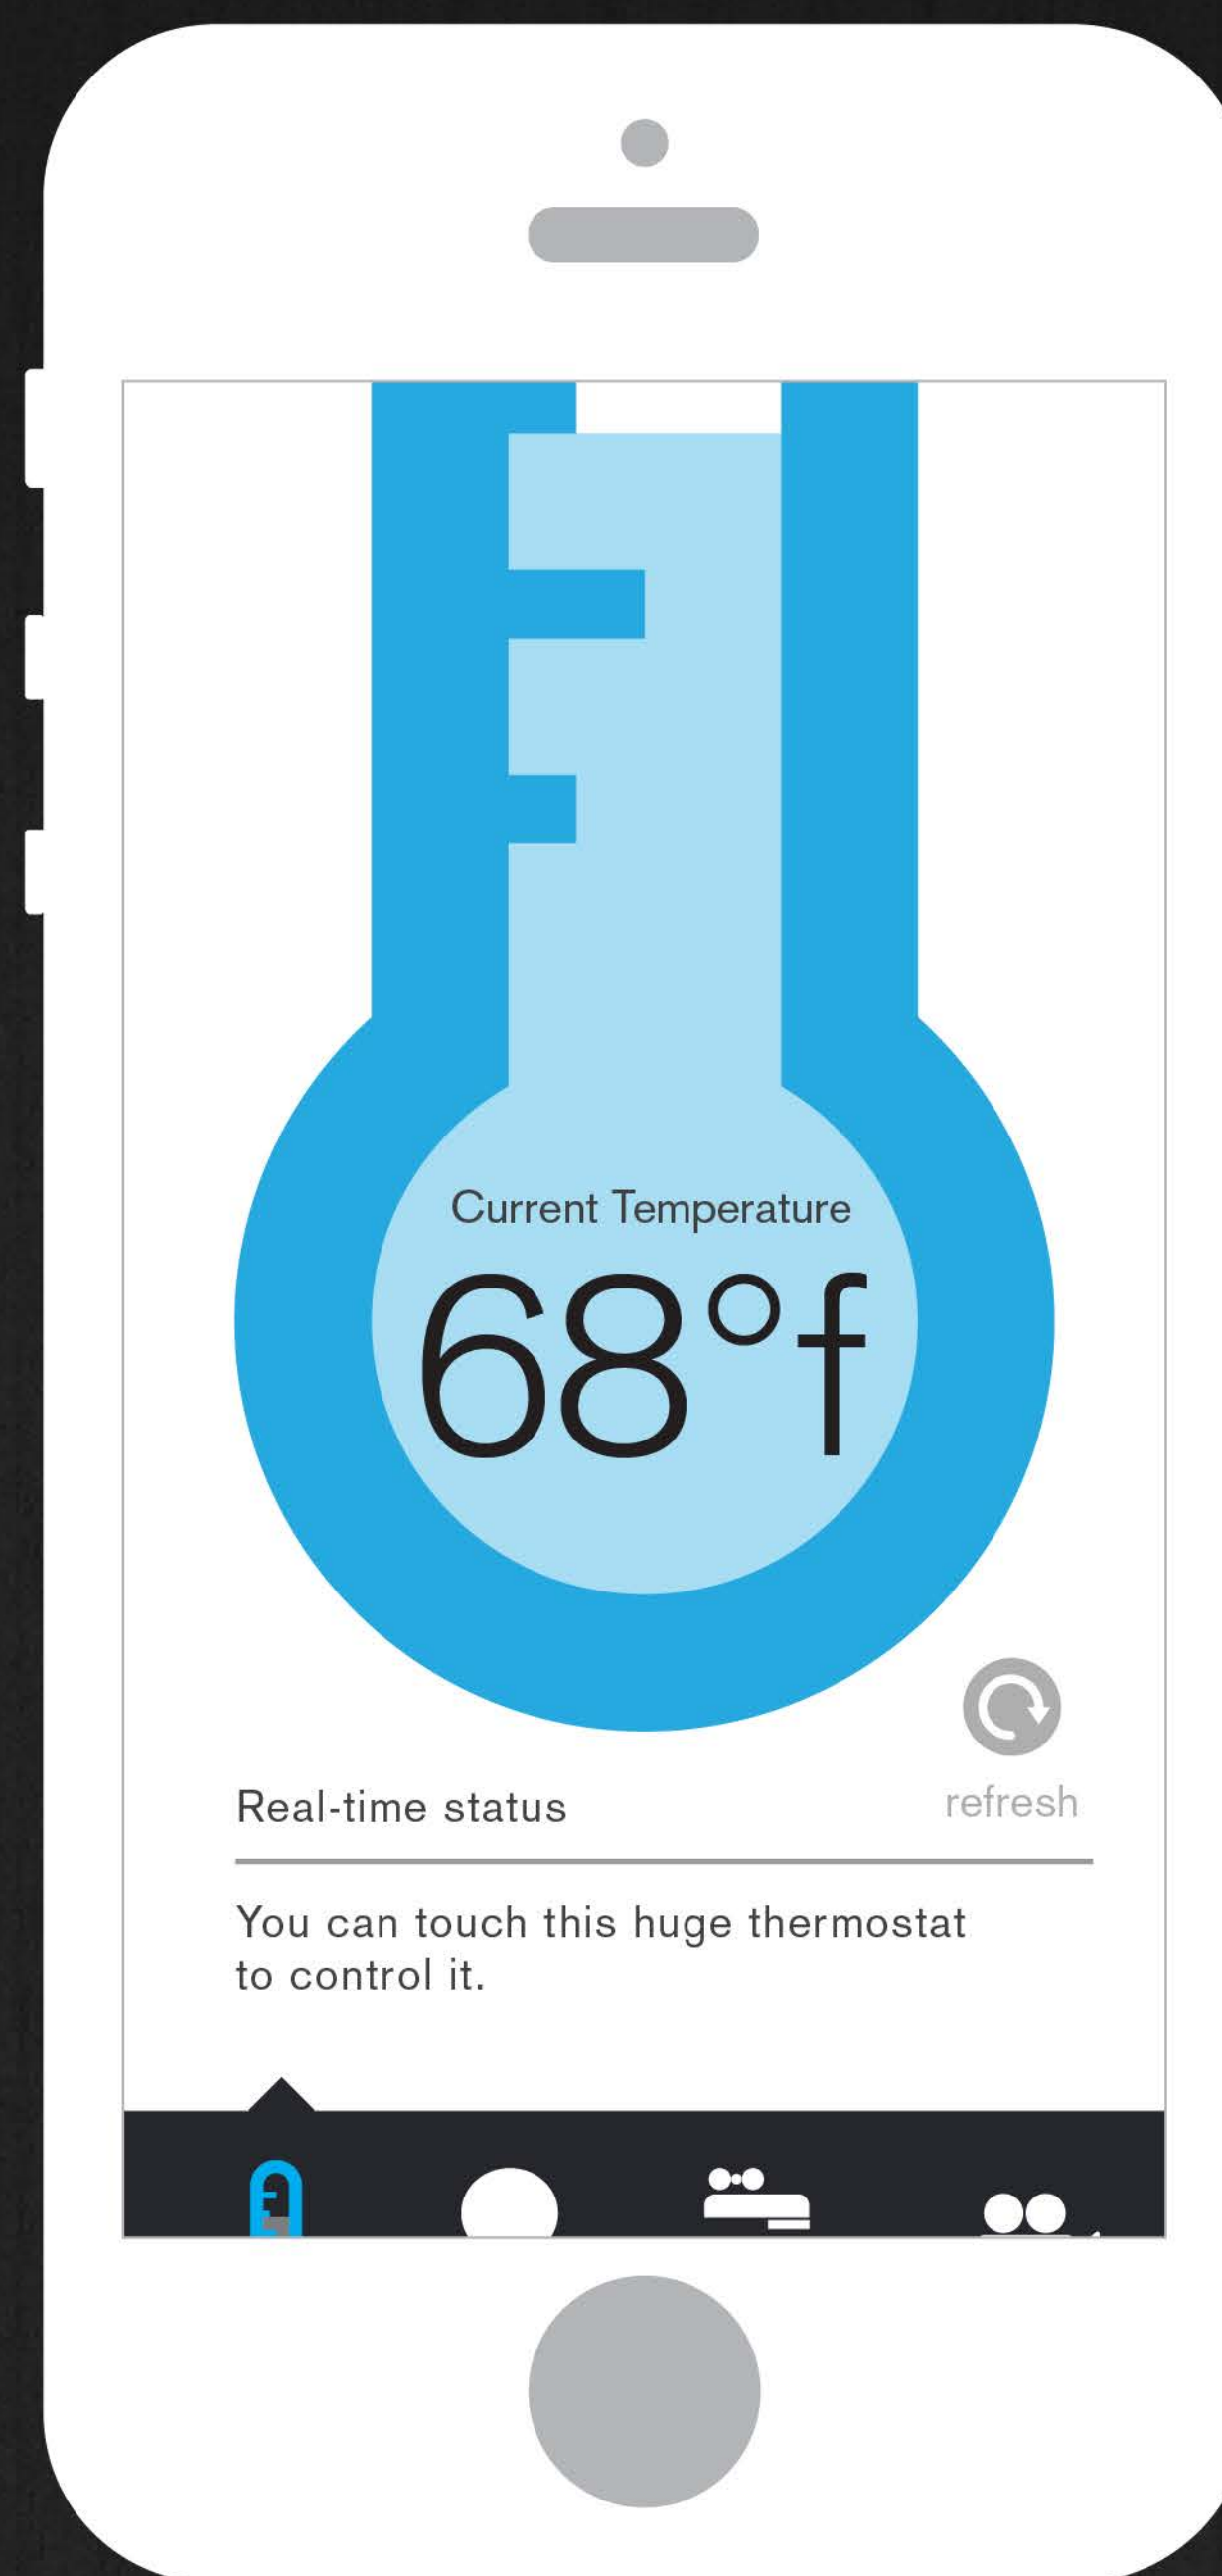 Current Temperature
68°f
refresh
Real-time status
You can touch this huge thermostat
to control it.